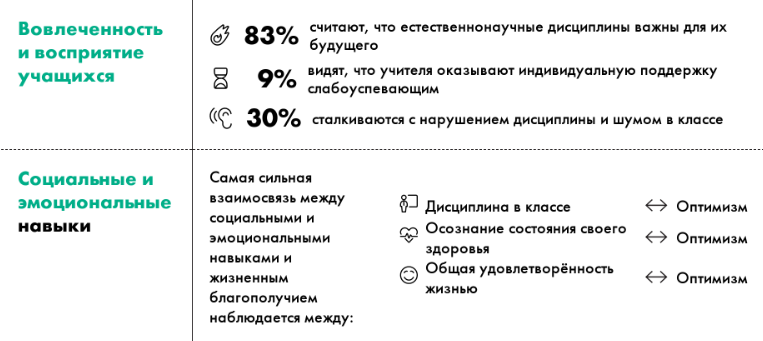 Вовлеченность
и восприятие
учащихся
83% считают, что естественнонаучные дисциплины важны для их
будущего
9% видят, что учителя оказывают индивидуальную поддержку
слабоуспевающим
30% сталкиваются с нарушением дисциплины и шумом в классе
Социальные и
эмоциональные
навыки
Самая сильная
взаимосвязь между
социальными и
эмоциональными
навыками и
жизненным
благополучием
наблюдается между:
Дисциплина в классе ↔ Оптимизм
Осознание состояния своего
здоровья ↔ Оптимизм
Общая удовлетворённость
жизнью ↔ Оптимизм